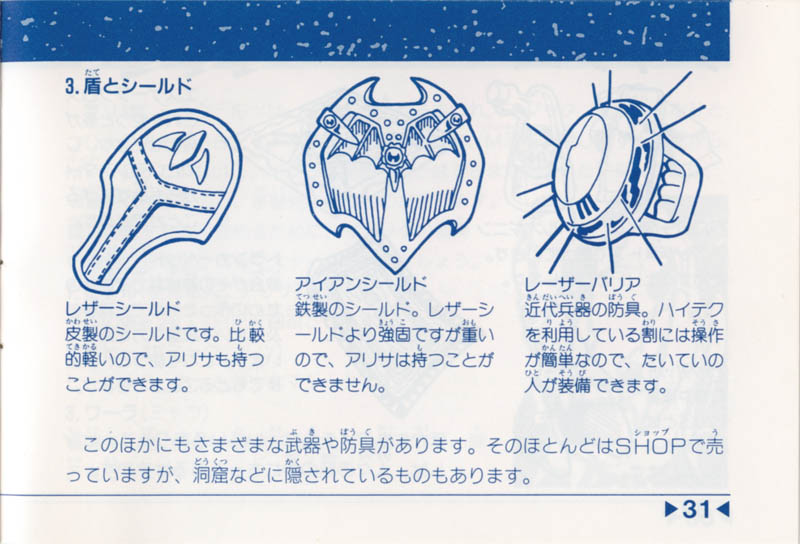 3. 盾とシールド
レザーシールド
皮製のシールドです。比較
的軽いので、アリサも持つ
ことができます。
アイアンシールド
鉄製のシールド。レザーシ
ールドより強固ですが重い
ので、アリサは持つことが
できません。
レーザーバリア
近代兵器の防具。ハイテク
を利用している割には操作
が簡単なので、たいていの
人が装備できます。
このほかにもさまざまな武器や防具があります。そのほとんどはSHOPで売
っていますが、洞窟などに隠されているものもあります。
▶31◀